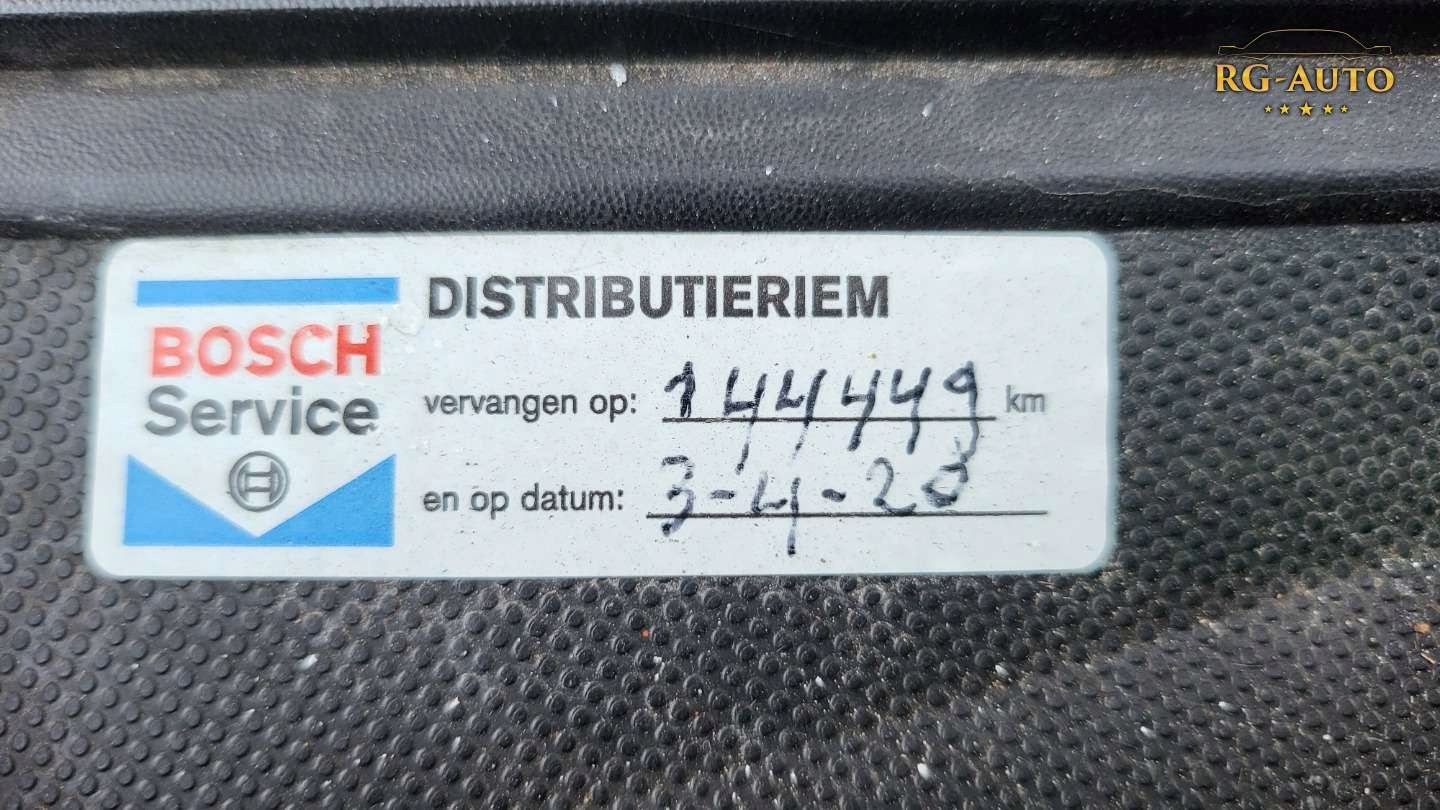 RG-AUTO
DISTRIBUTIERIEM
BOSCH
Service
vervangen op: 144449 km
en op datum: 3-4-20